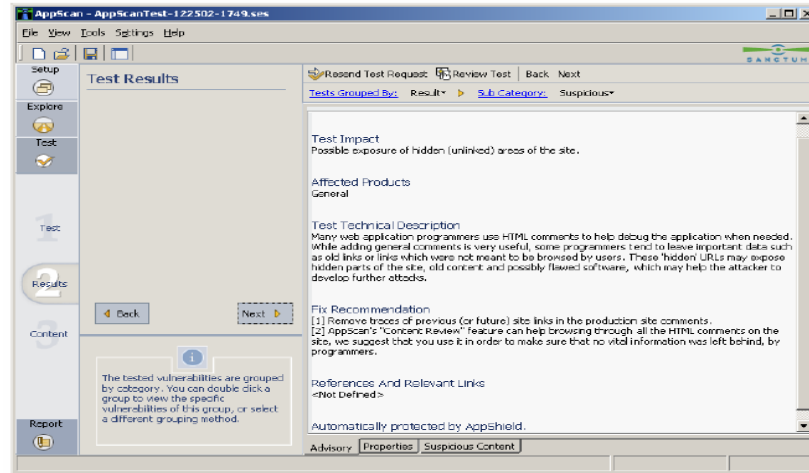 AppScan - AppScanTest-122502-1749.ses
File View Tools Settings Help
SANCTUM
Setup
Explore
Test
1
Test
2
Results
3
Content
Report
Test Results
Back
Next
The tested vulnerabilities are grouped
by category. You can double click a
group to view the specific
vulnerabilities of this group, or select
a different grouping method.
Resend Test Request Review Test Back Next
Tests Grouped By: Result Sub Category: Suspicious
Test Impact
Possible exposure of hidden (unlinked) areas of the site.
Affected Products
General
Test Technical Description
Many web application programmers use HTML comments to help debug the application when needed.
While adding general comments is very useful, some programmers tend to leave important data such
as old links or links which were not meant to be browsed by users. These 'hidden' URLs may expose
hidden parts of the site, old content and possibly flawed software, which may help the attacker to
develop further attacks.
Fix Recommendation
[1] Remove traces of previous (or future) site links in the production site comments.
[2] AppScan's "Content Review" feature can help browsing through all the HTML comments on the
site, we suggest that you use it in order to make sure that no vital information was left behind, by
programmers.
References And Relevant Links
<Not Defined>
Automatically protected by AppShield.
Advisory Properties Suspicious Content